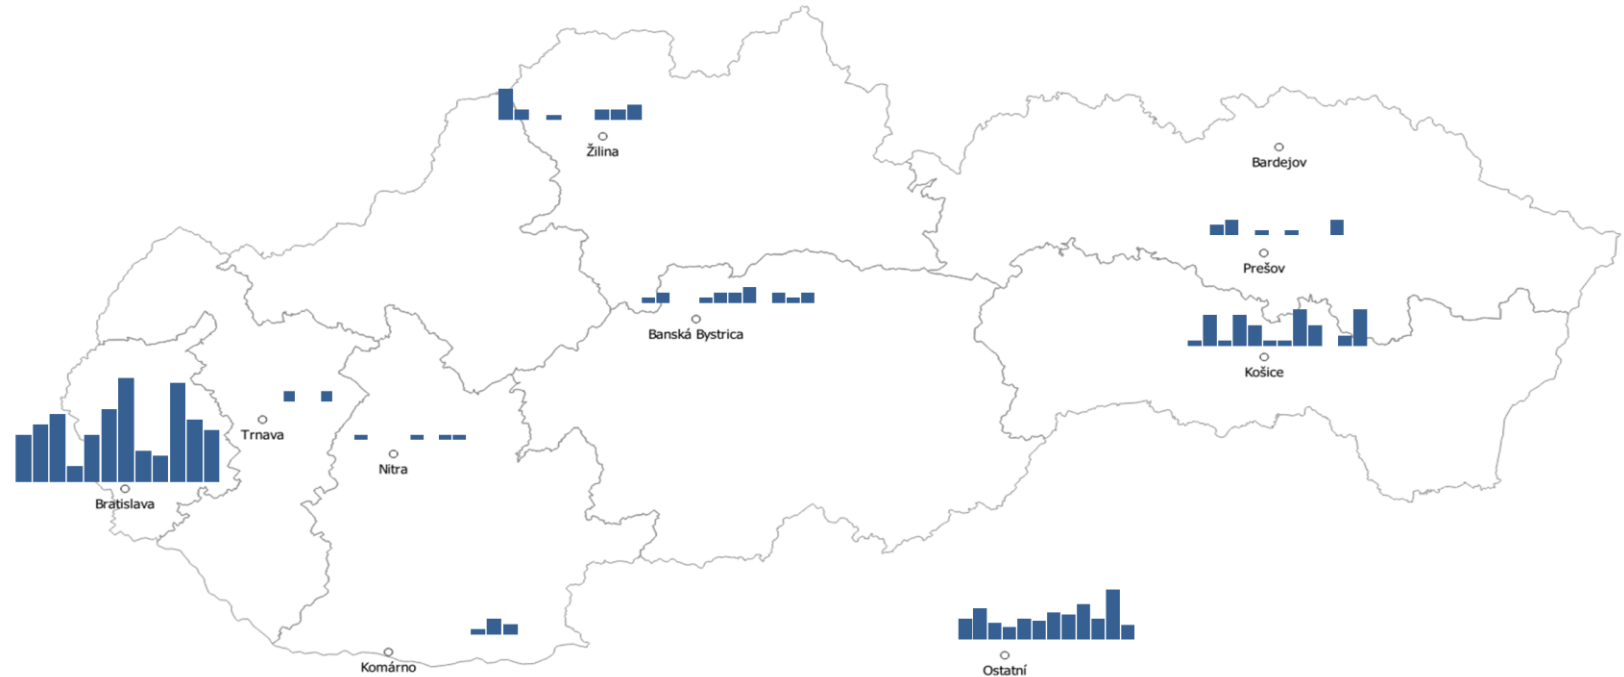 Žilina
Bardejov
Prešov
Banská Bystrica
Košice
Trnava
Nitra
Bratislava
Komárno
Ostatní